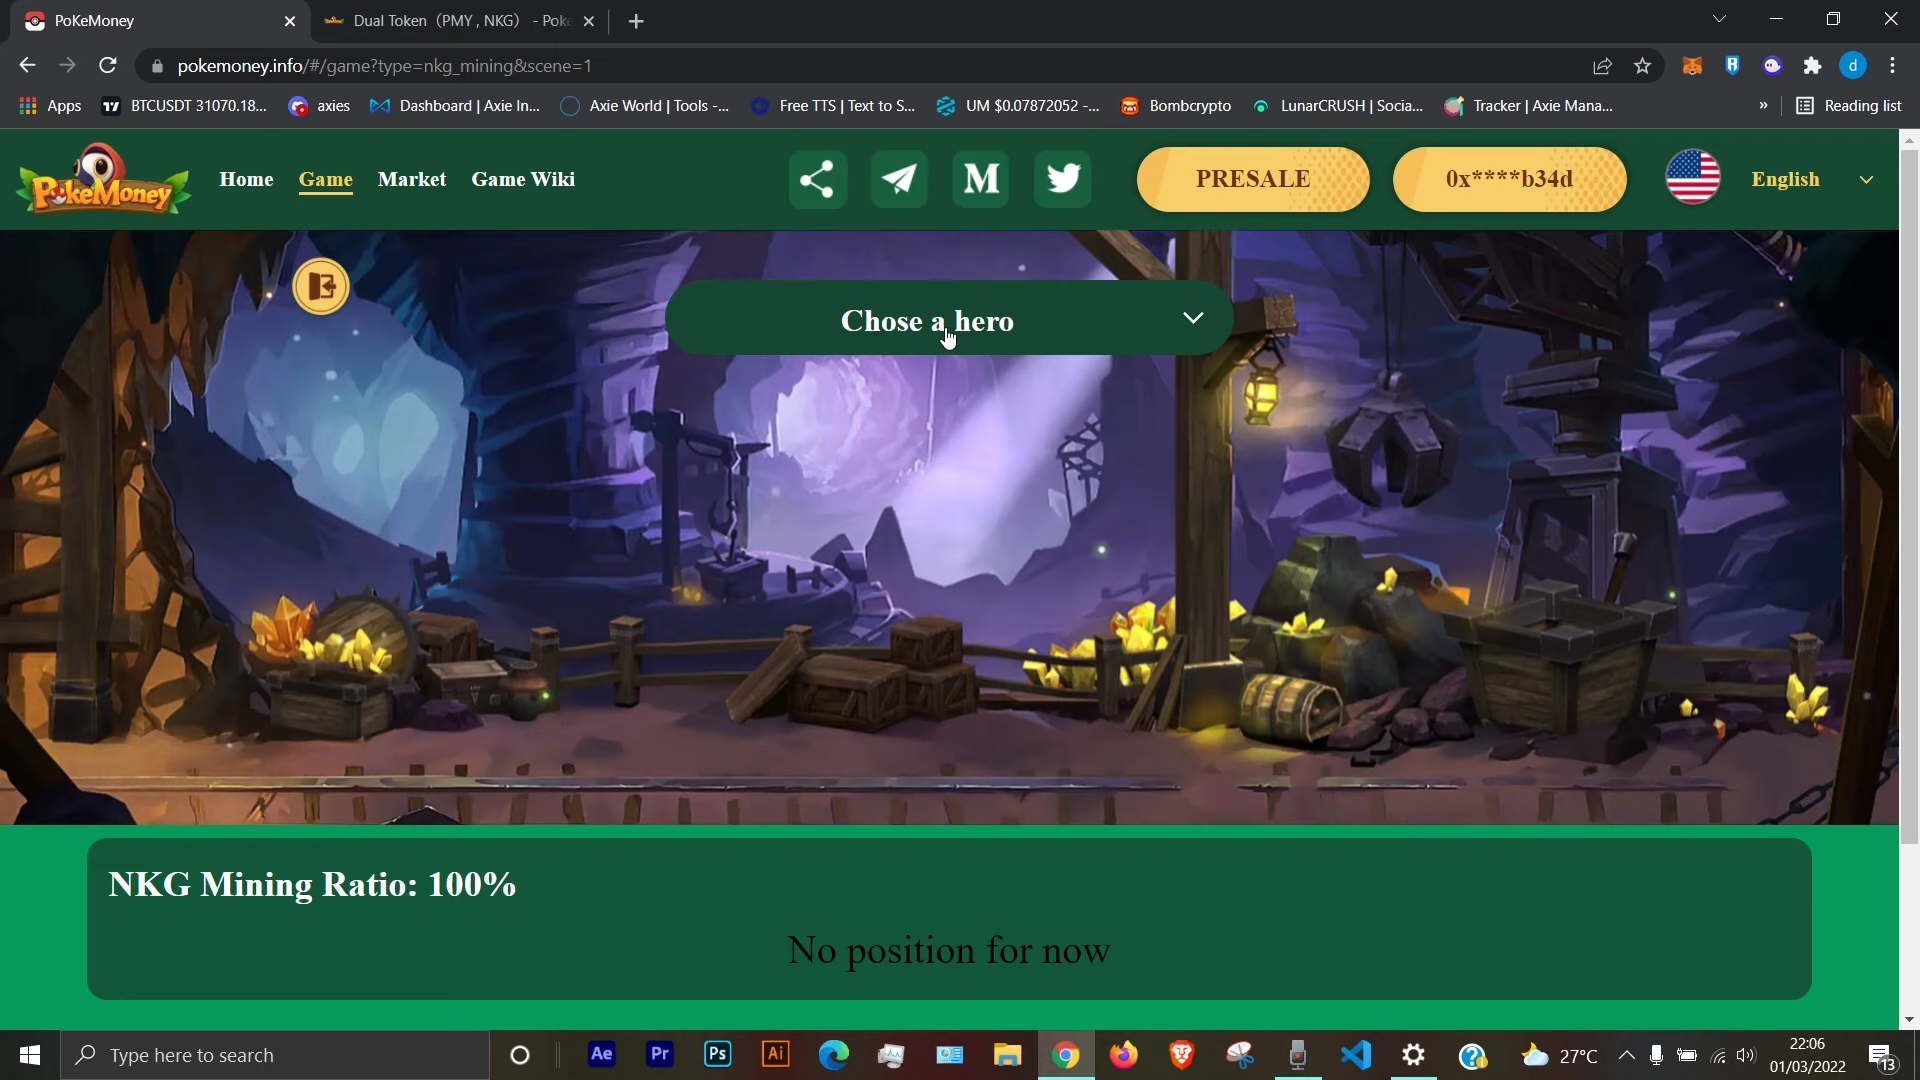 PoKeMoney
Dual Token（PMY , NKG） - Poke
pokemoney.info/#/game?type=nkg_mining&scene=1
d
Apps
17 BTCUSDT 31070.18...
axies
Dashboard | Axie In...
Axie World | Tools -...
Free TTS | Text to S...
UM $0.07872052 -...
Bombcrypto
LunarCRUSH | Socia...
Tracker | Axie Mana...
»
Reading list
PokeMoney
Home
Game
Market
Game Wiki
M
PRESALE
0x****b34d
English
Chose a hero
NKG Mining Ratio: 100%
No position for now
Type here to search
Ae
Pr
Ps
Ai
27°C
22:06
01/03/2022
13